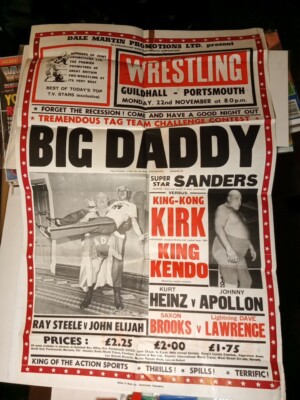 DALE MARTIN PROMOTIONS LTD. present
BEST OF TODAY'S TOP
T.V. STARS
WRESTLING
GUILDHALL - PORTSMOUTH
MONDAY, 22nd NOVEMBER at 8.0 p.m.
★ FORGET THE RECESSION! COME AND HAVE A GOOD NIGHT OUT ★
TREMENDOUS TAG TEAM CHALLENGE CONTEST
BIG DADDY
SUPER STAR SANDERS
VERSUS
KING-KONG
KIRK
KING
KENDO
KURT JOHNNY
HEINZ v APOLLON
SAXON Lightning DAVE
BROOKS v LAWRENCE
RAY STEELE v JOHN ELIJAH
PRICES: £2.25 £2.00 £1.75
KING OF THE ACTION SPORTS ★ THRILLS! ★ SPILLS! ★ TERRIFIC!